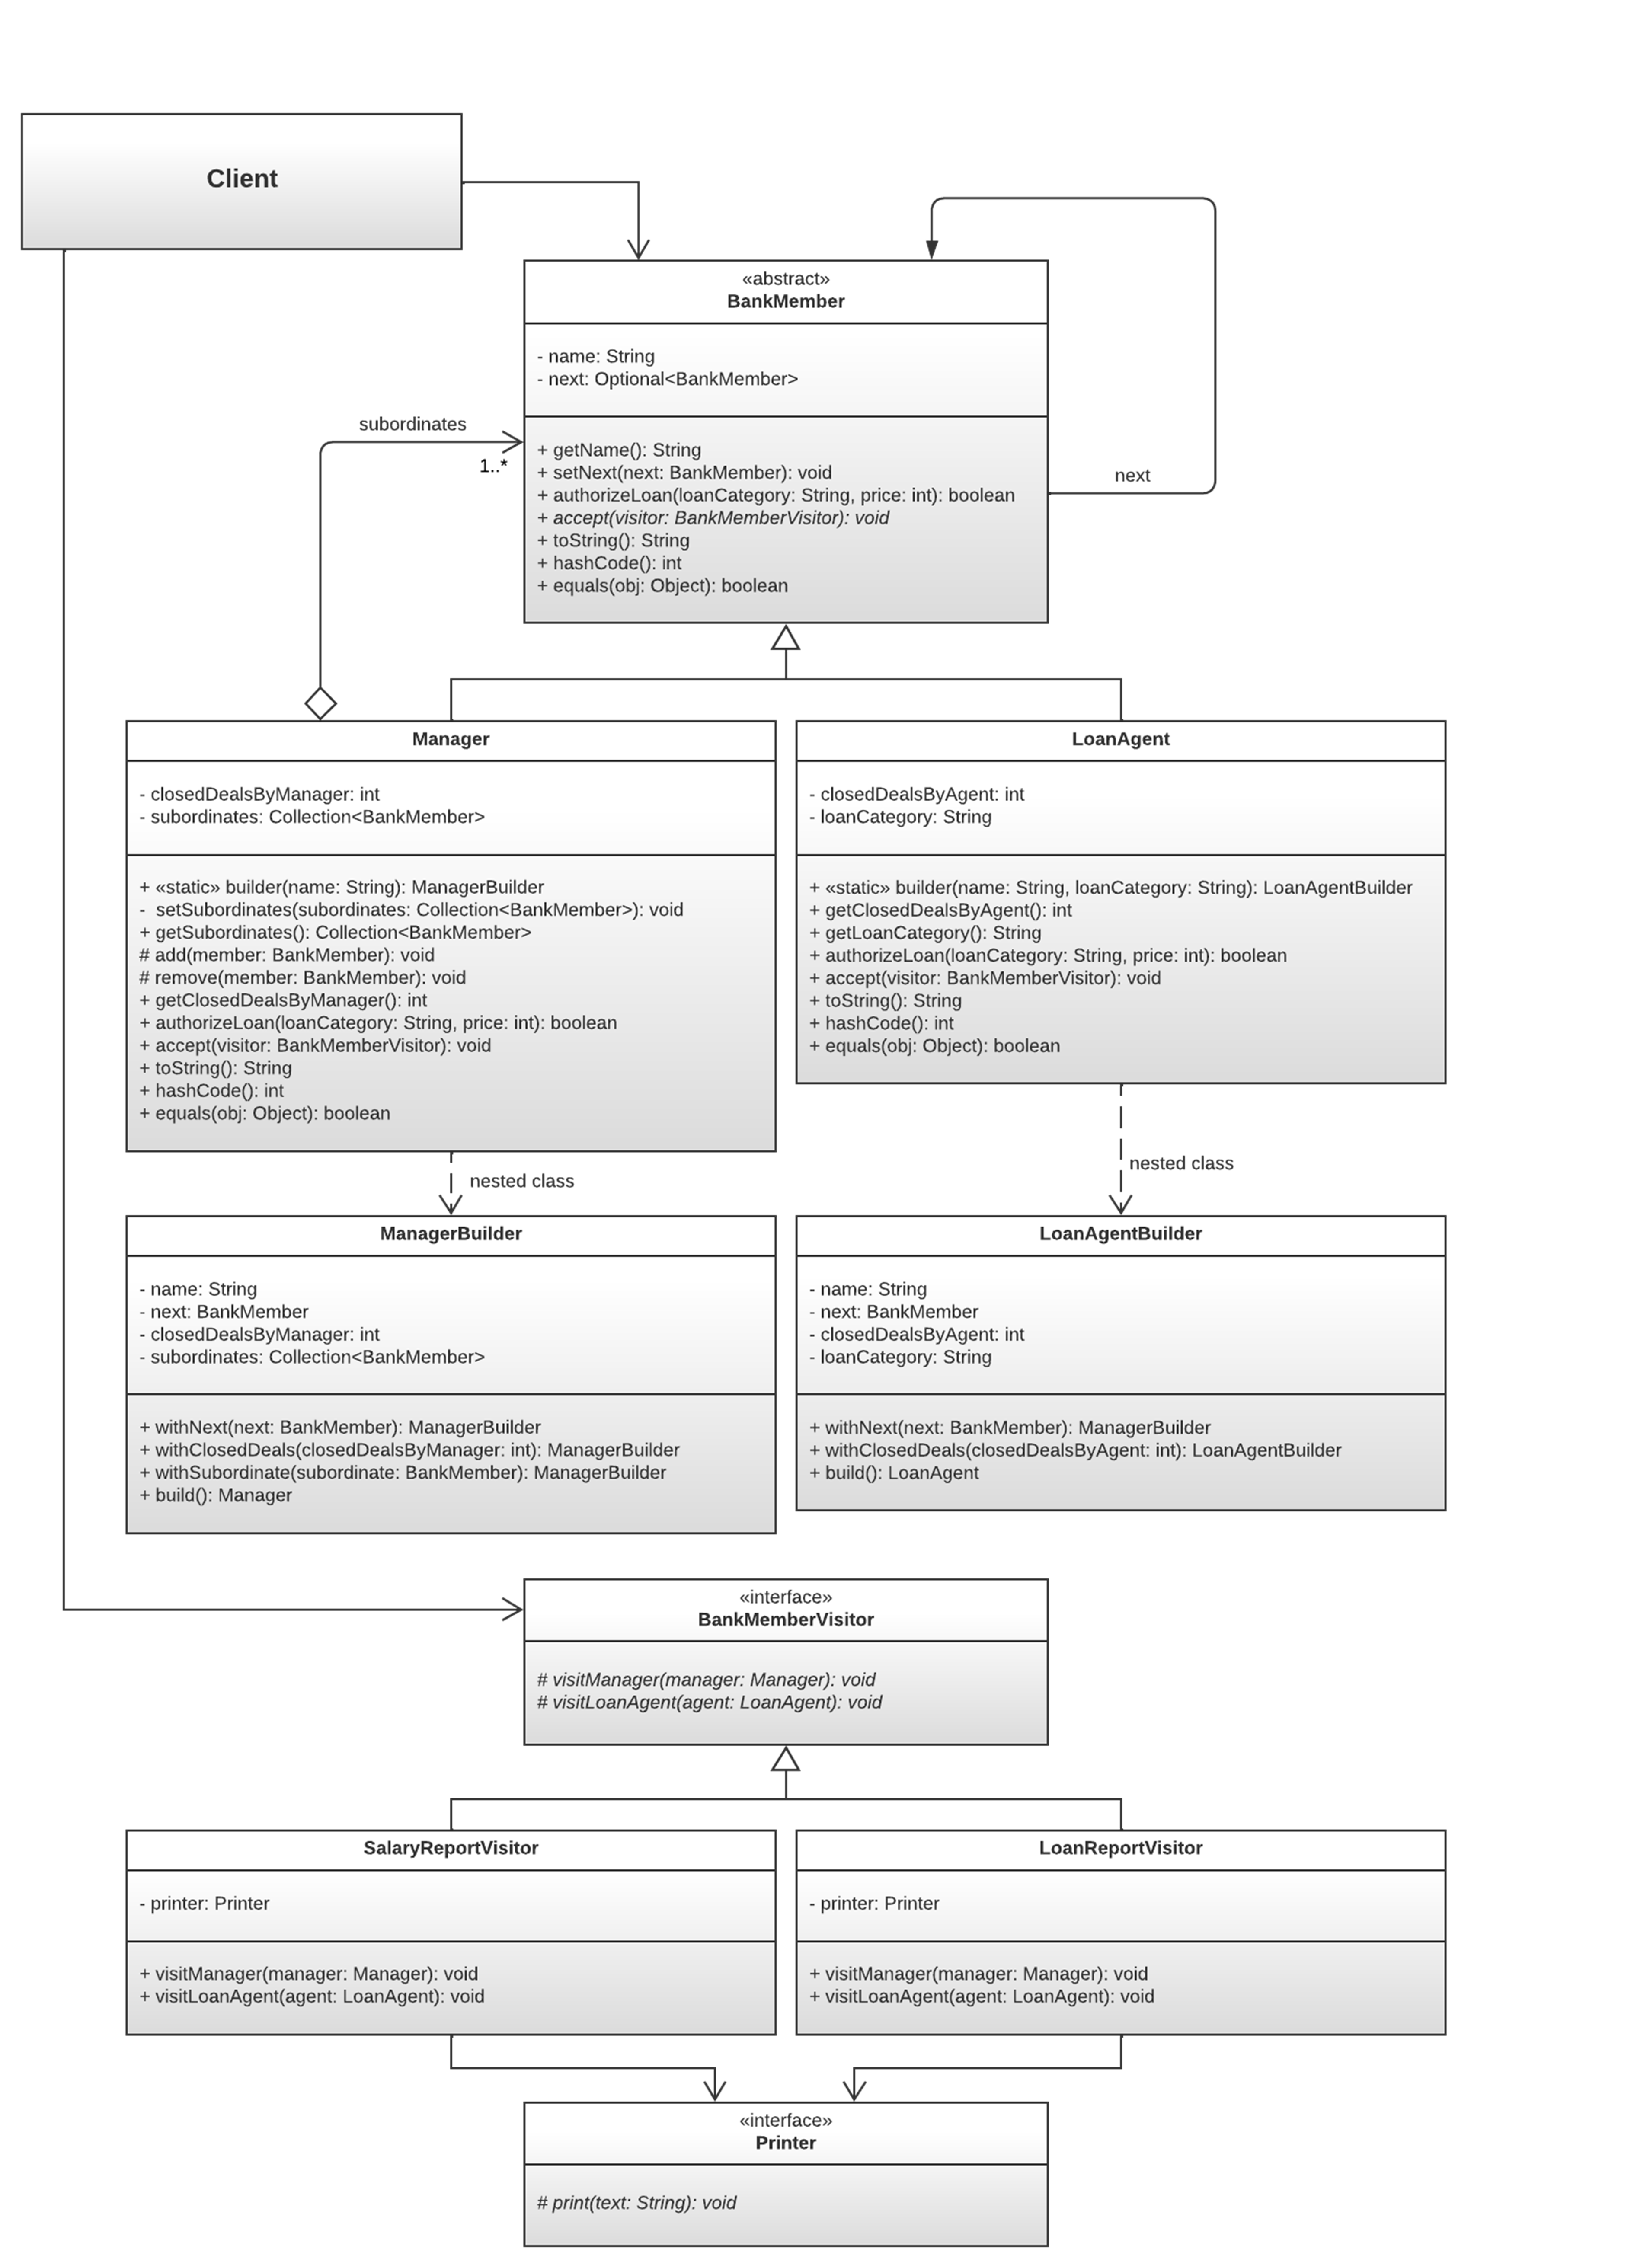 Client
«abstract»
BankMember
- name: String
- next: Optional<BankMember>
+ getName(): String
+ setNext(next: BankMember): void
+ authorizeLoan(loanCategory: String, price: int): boolean
+ accept(visitor: BankMemberVisitor): void
+ toString(): String
+ hashCode(): int
+ equals(obj: Object): boolean
next
subordinates
1..*
Manager
- closedDealsByManager: int
- subordinates: Collection<BankMember>
+ «static» builder(name: String): ManagerBuilder
- setSubordinates(subordinates: Collection<BankMember>): void
+ getSubordinates(): Collection<BankMember>
# add(member: BankMember): void
# remove(member: BankMember): void
+ getClosedDealsByManager(): int
+ authorizeLoan(loanCategory: String, price: int): boolean
+ accept(visitor: BankMemberVisitor): void
+ toString(): String
+ hashCode(): int
+ equals(obj: Object): boolean
LoanAgent
- closedDealsByAgent: int
- loanCategory: String
+ «static» builder(name: String, loanCategory: String): LoanAgentBuilder
+ getClosedDealsByAgent(): int
+ getLoanCategory(): String
+ authorizeLoan(loanCategory: String, price: int): boolean
+ accept(visitor: BankMemberVisitor): void
+ toString(): String
+ hashCode(): int
+ equals(obj: Object): boolean
nested class
nested class
ManagerBuilder
- name: String
- next: BankMember
- closedDealsByManager: int
- subordinates: Collection<BankMember>
+ withNext(next: BankMember): ManagerBuilder
+ withClosedDeals(closedDealsByManager: int): ManagerBuilder
+ withSubordinate(subordinate: BankMember): ManagerBuilder
+ build(): Manager
LoanAgentBuilder
- name: String
- next: BankMember
- closedDealsByAgent: int
- loanCategory: String
+ withNext(next: BankMember): ManagerBuilder
+ withClosedDeals(closedDealsByAgent: int): LoanAgentBuilder
+ build(): LoanAgent
«interface»
BankMemberVisitor
# visitManager(manager: Manager): void
# visitLoanAgent(agent: LoanAgent): void
SalaryReportVisitor
- printer: Printer
+ visitManager(manager: Manager): void
+ visitLoanAgent(agent: LoanAgent): void
LoanReportVisitor
- printer: Printer
+ visitManager(manager: Manager): void
+ visitLoanAgent(agent: LoanAgent): void
«interface»
Printer
# print(text: String): void